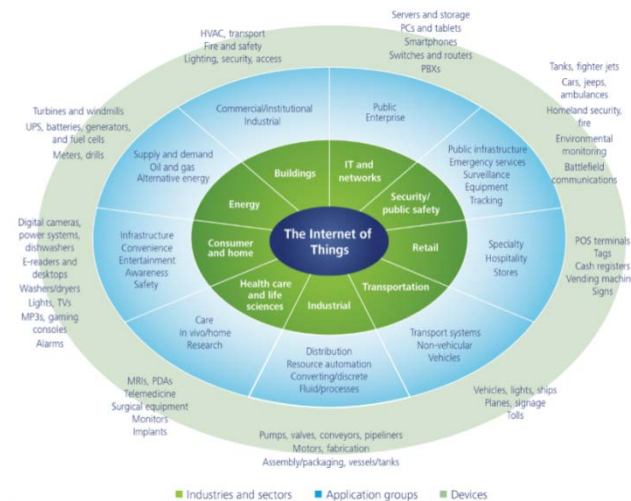 HVAC, transport
Fire and safety
Lighting, security, access
Servers and storage
PCs and tablets
Smartphones
Switches and routers
PBXs
Tanks, fighter jets
Cars, jeeps,
ambulances
Homeland security,
fire
Environmental
monitoring
Battlefield
communications
Turbines and windmills
UPS, batteries, generators,
and fuel cells
Meters, drills
Commercial/Institutional
Industrial
Public
Enterprise
Supply and demand
Oil and gas
Alternative energy
Public infrastructure
Emergency services
Surveillance
Equipment
Tracking
Buildings
IT and
networks
Energy
Security/
public safety
The Internet of
Things
Consumer
and home
Retail
Health care
and life
sciences
Industrial
Transportation
Digital cameras,
power systems,
dishwashers
E-readers and
desktops
Washers/dryers
Lights, TVs
MP3s, gaming
consoles
Alarms
Infrastructure
Convenience
Entertainment
Awareness
Safety
Specialty
Hospitality
Stores
POS terminals
Tags
Cash registers
Vending machin
Signs
Care
In vivo/home
Research
Distribution
Resource automation
Converting/discrete
Fluid/processes
Transport systems
Non-vehicular
Vehicles
MRIs, PDAs
Telemedicine
Surgical equipment
Monitors
Implants
Vehicles, lights, ships
Planes, signage
Tolls
Pumps, valves, conveyors, pipeliners
Motors, fabrication
Assembly/packaging, vessels/tanks
Industries and sectors
Application groups
Devices